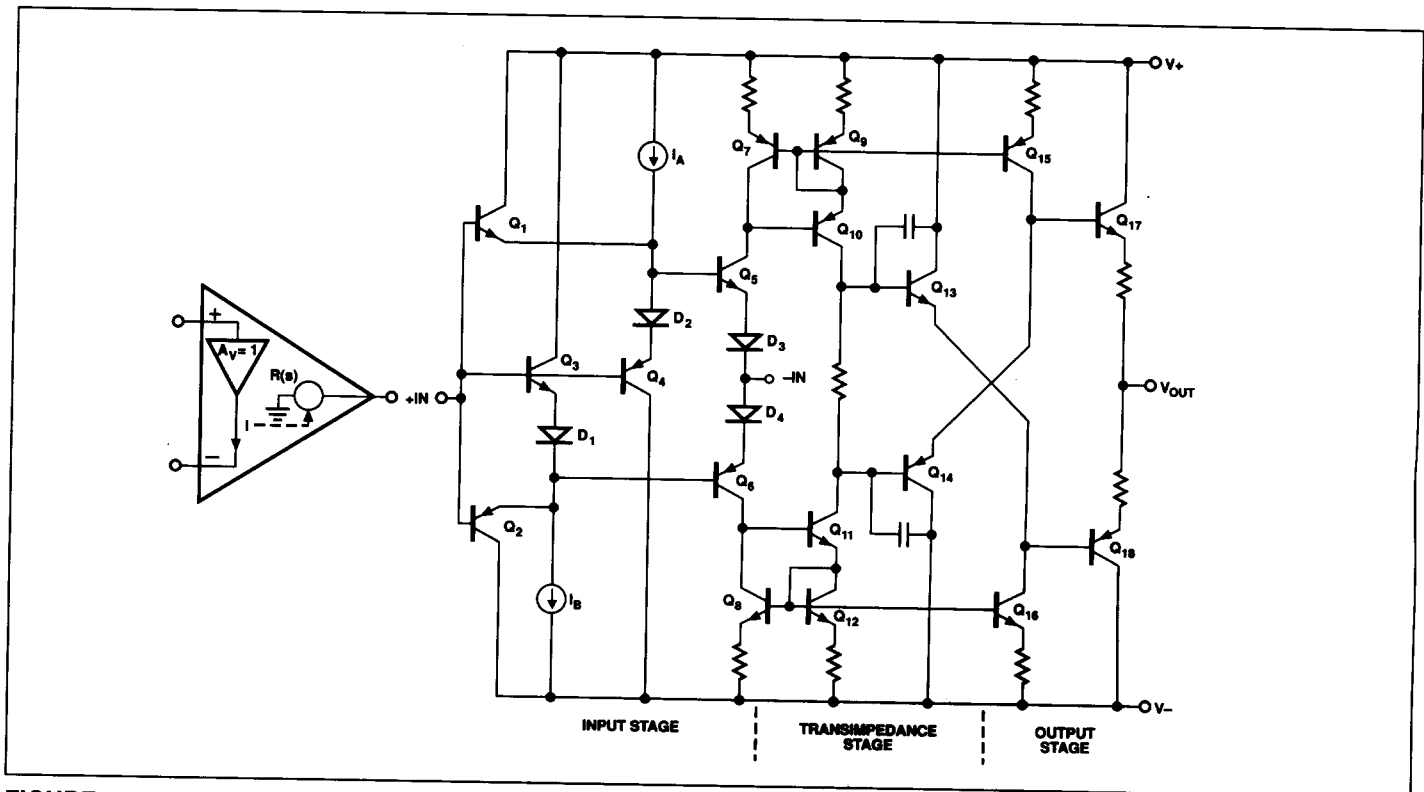 V+
Q7
Q9
IA
Q15
Q1
Q10
Q17
Q5
Q13
D2
+
AV = 1
R(s)
I
−
Q3
Q4
D3
+IN
−IN
VOUT
D1
D4
Q6
Q14
Q2
Q11
Q18
IB
Q8
Q12
Q16
V−
INPUT STAGE
TRANSIMPEDANCE
STAGE
OUTPUT
STAGE